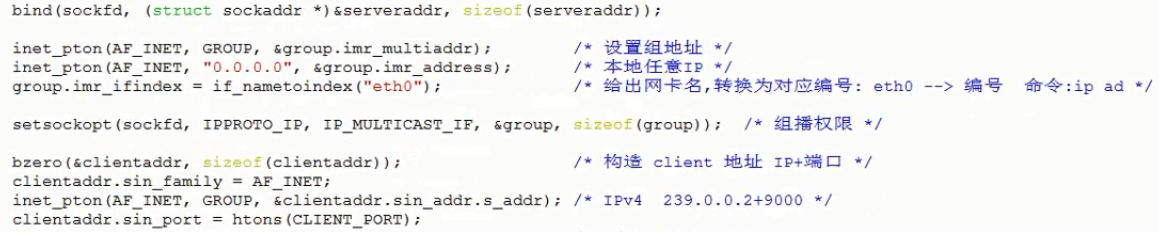 bind(sockfd, (struct sockaddr *)&serveraddr, sizeof(serveraddr));
inet_pton(AF_INET, GROUP, &group.imr_multiaddr); /* 设置组地址 */
inet_pton(AF_INET, "0.0.0.0", &group.imr_address); /* 本地任意IP */
group.imr_ifindex = if_nametoindex("eth0"); /* 给出网卡名,转换为对应编号: eth0 --> 编号 命令:ip ad */
setsockopt(sockfd, IPPROTO_IP, IP_MULTICAST_IF, &group, sizeof(group)); /* 组播权限 */
bzero(&clientaddr, sizeof(clientaddr)); /* 构造 client 地址 IP+端口 */
clientaddr.sin_family = AF_INET;
inet_pton(AF_INET, GROUP, &clientaddr.sin_addr.s_addr); /* IPv4 239.0.0.2+9000 */
clientaddr.sin_port = htons(CLIENT_PORT);